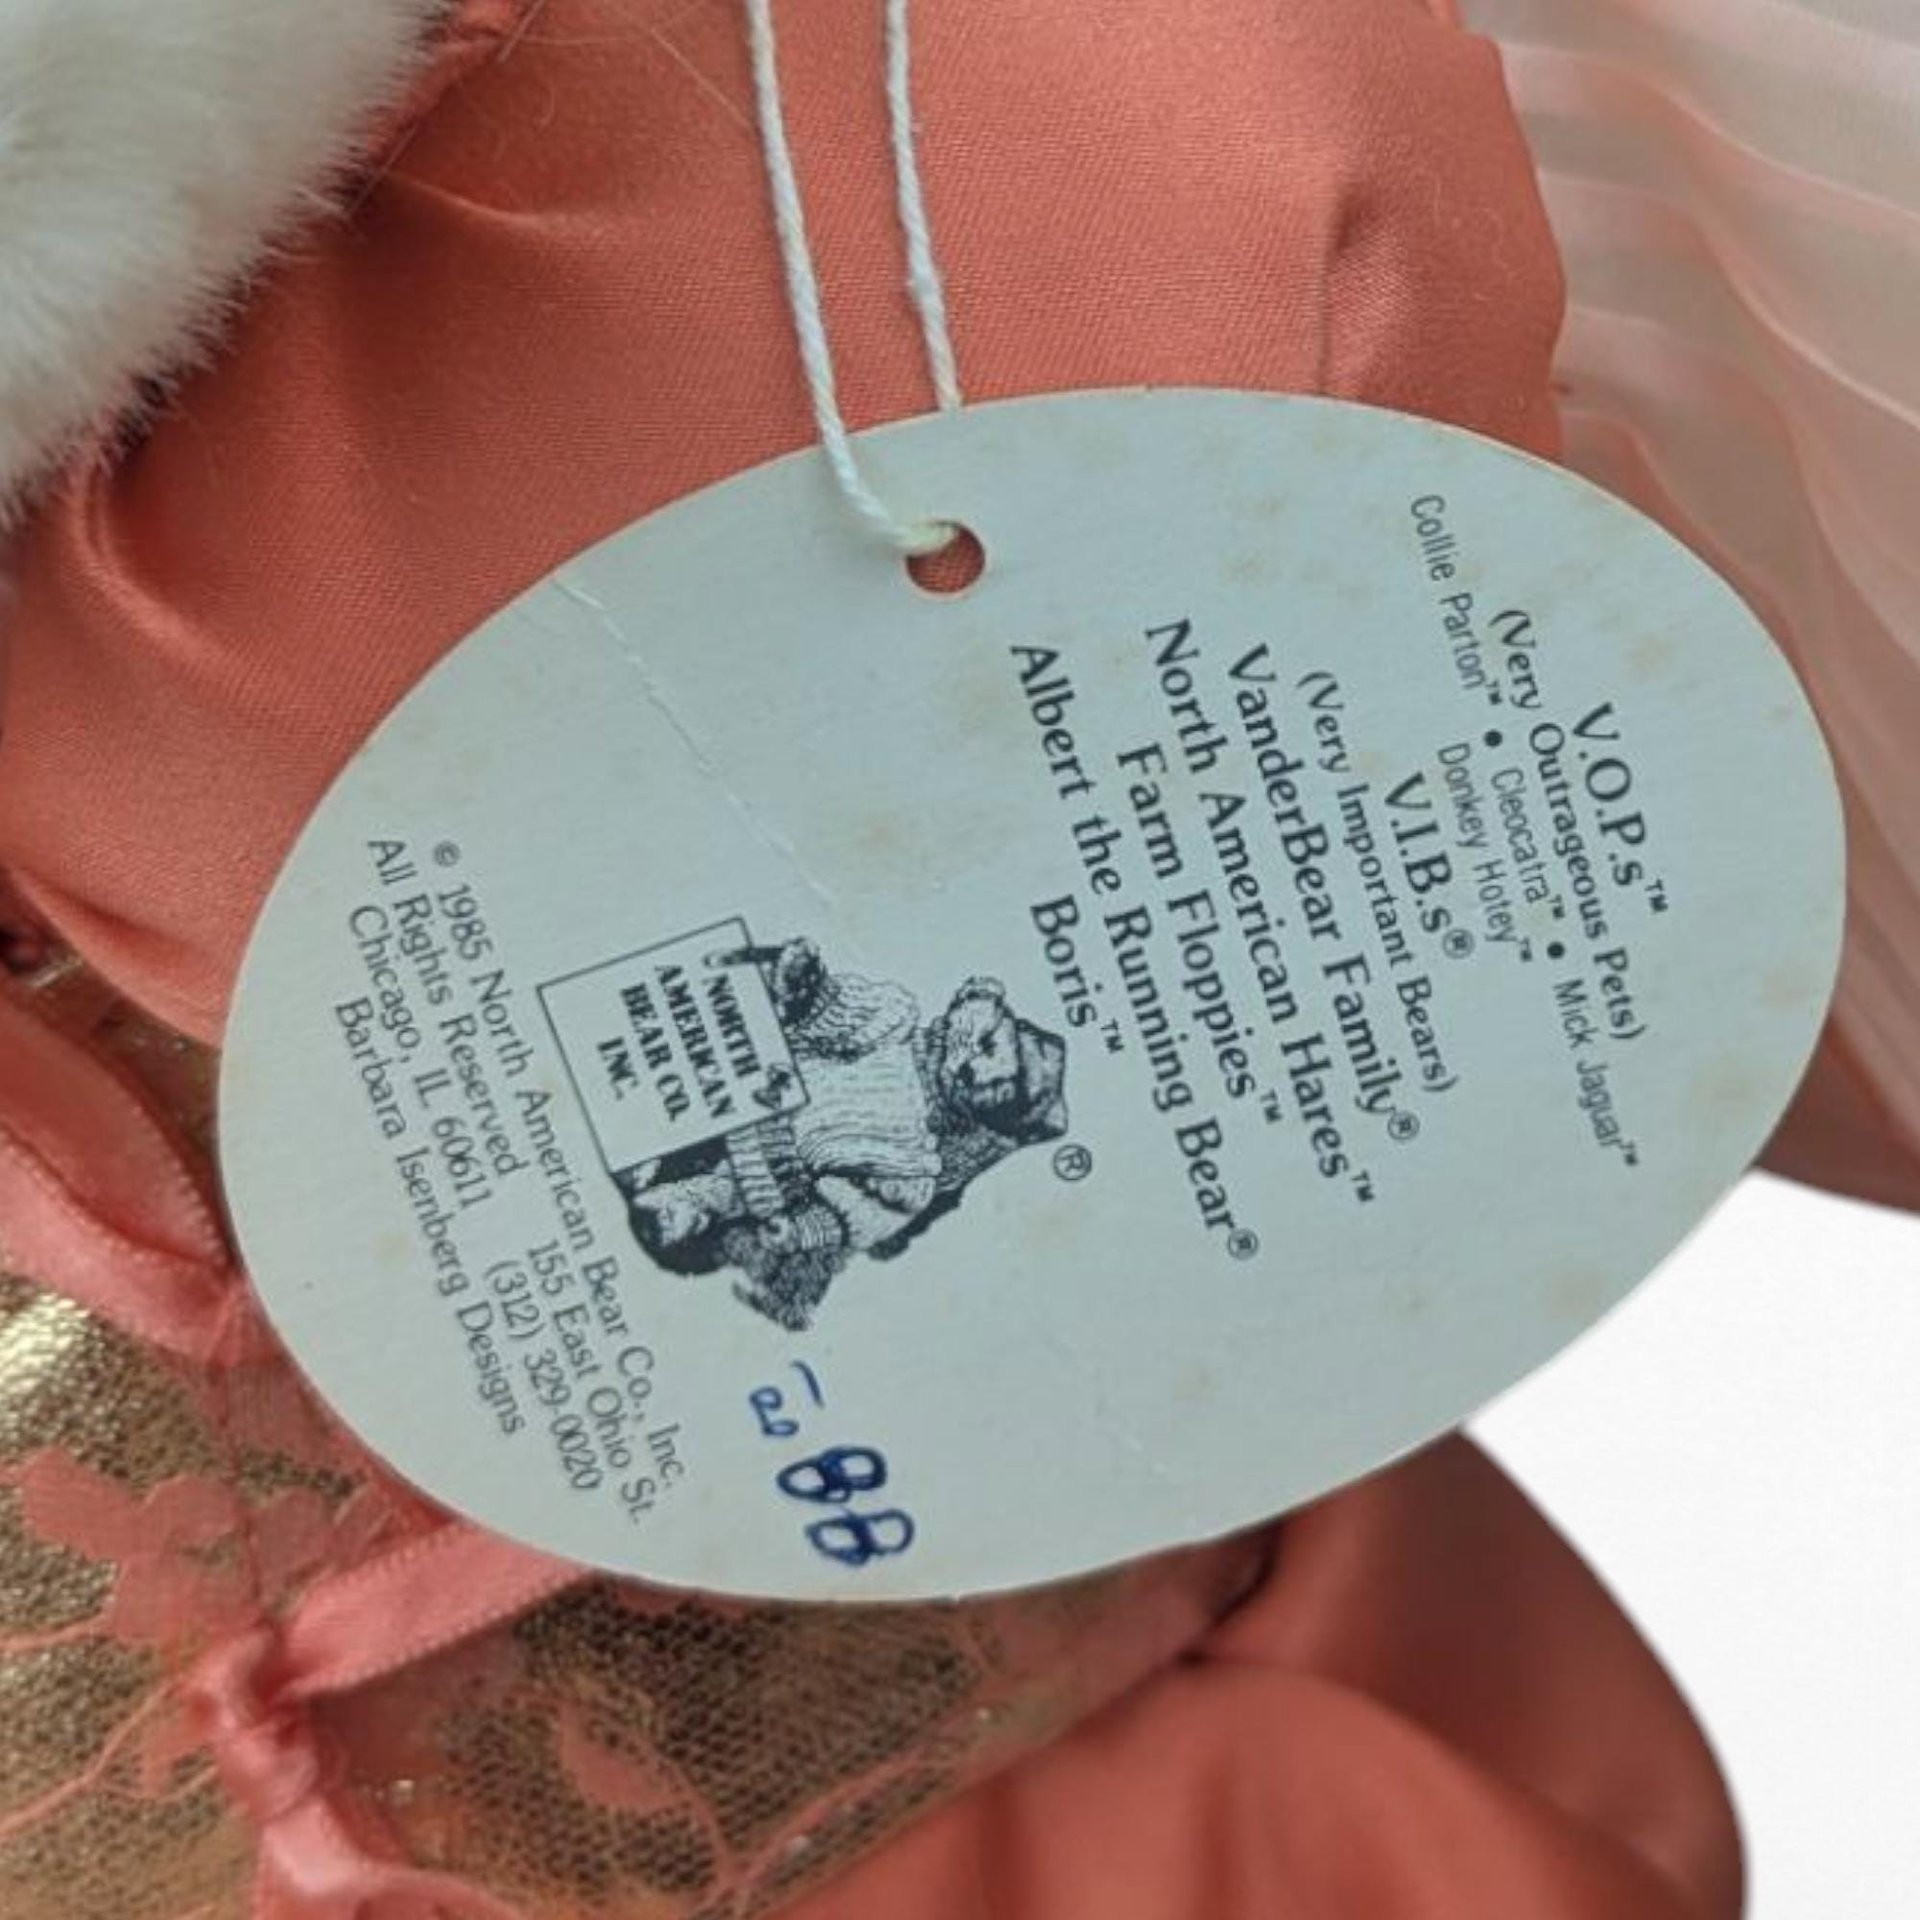 V.O.P.s™
(Very Outrageous Pets)
Collie Parton™ • Cleocatra™ • Mick Jaguar™
Donkey Hotey™
V.I.B.s®
(Very Important Bears)
VanderBear Family®
North American Hares™
Farm Floppies™
Albert the Running Bear®
Boris™
®
NORTH
AMERICAN
BEAR CO.
INC.
© 1985 North American Bear Co., Inc.
All Rights Reserved 155 East Ohio St.
Chicago, IL 60611 (312) 329-0020
Barbara Isenberg Designs
88